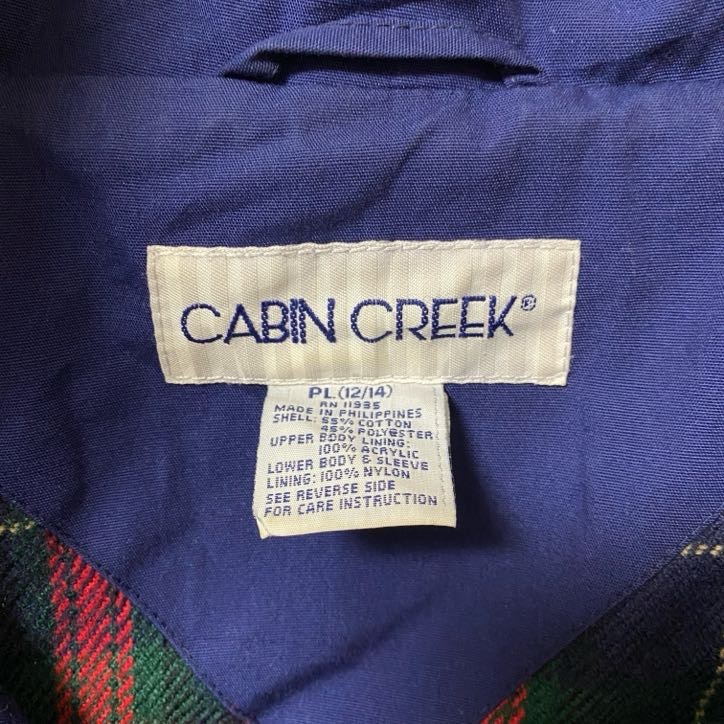 CABIN CREEK®
PL (12/14)
RN 11935
MADE IN PHILIPPINES
SHELL: 55% COTTON
45% POLYESTER
UPPER BODY LINING:
100% ACRYLIC
LOWER BODY & SLEEVE
LINING: 100% NYLON
SEE REVERSE SIDE
FOR CARE INSTRUCTION